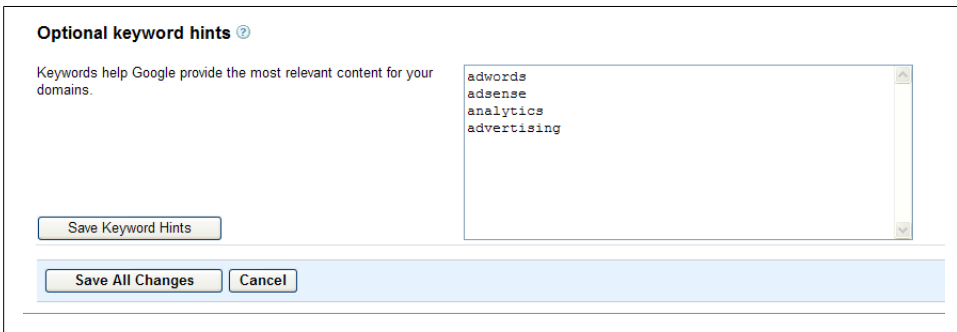 Optional keyword hints ?
Keywords help Google provide the most relevant content for your
domains.
adwords
adsense
analytics
advertising
Save Keyword Hints
Save All Changes
Cancel